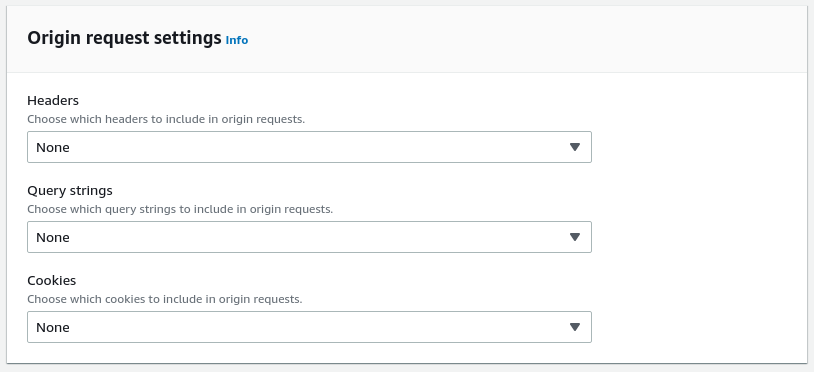 Origin request settings Info
Headers
Choose which headers to include in origin requests.
None
Query strings
Choose which query strings to include in origin requests.
None
Cookies
Choose which cookies to include in origin requests.
None